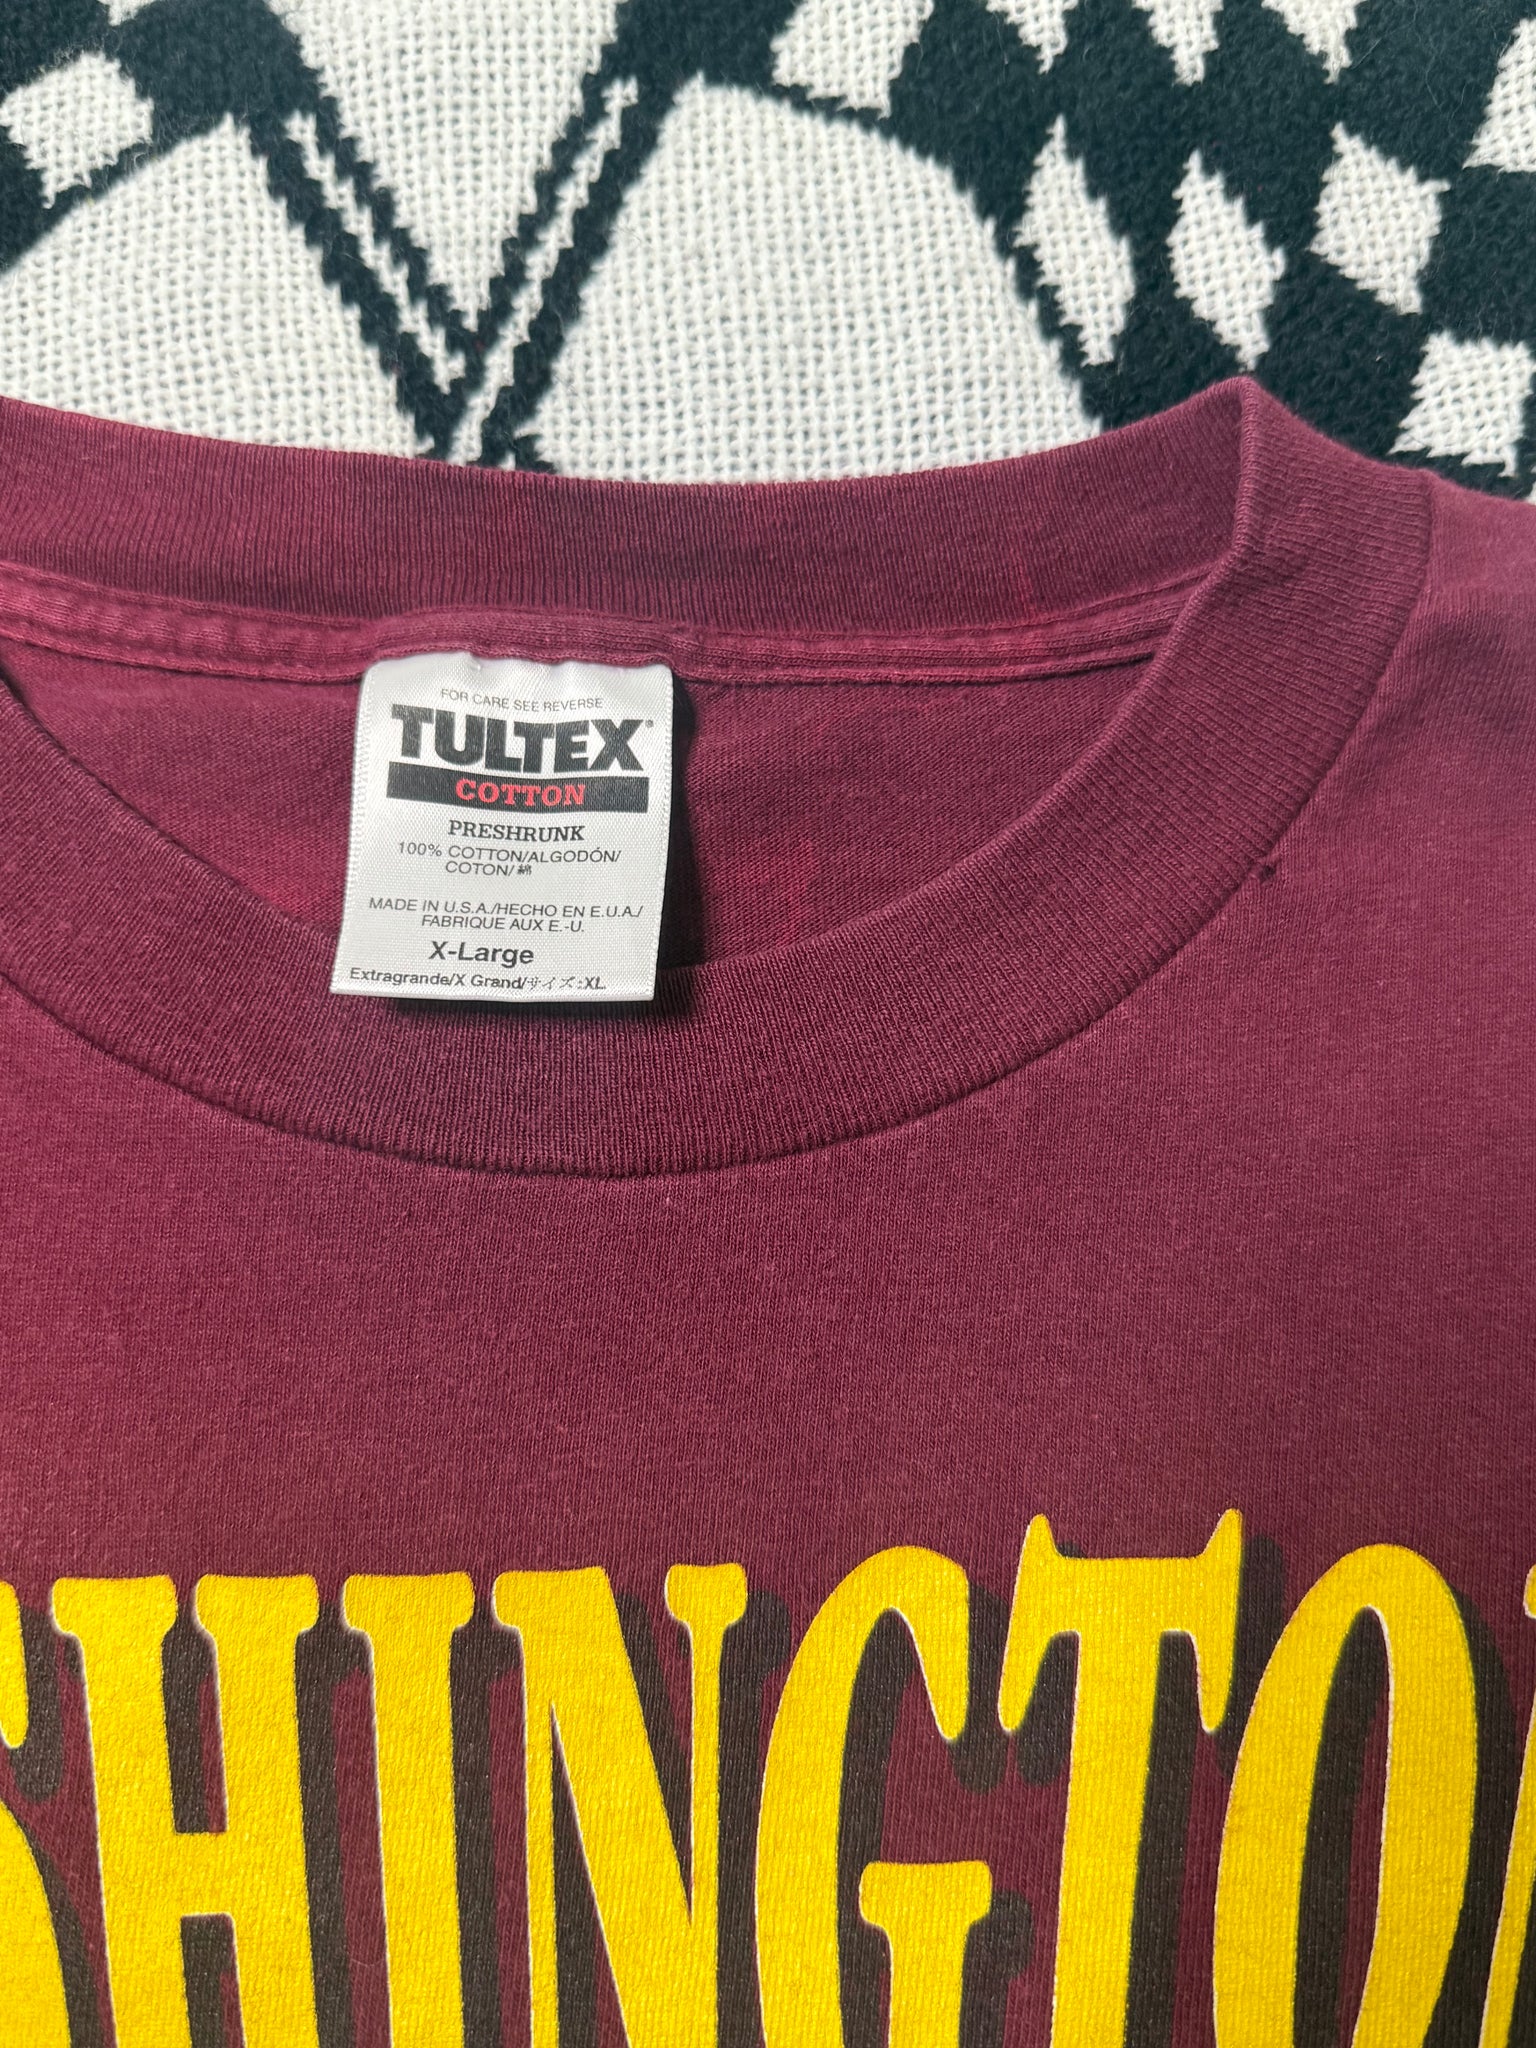 FOR CARE SEE REVERSE
TULTEX®
COTTON
PRESHRUNK
100% COTTON/ALGODÓN/
COTON/綿
MADE IN U.S.A./HECHO EN E.U.A./
FABRIQUE AUX E.-U.
X-Large
Extragrande/X Grand/サイズ:XL
SHINGTON